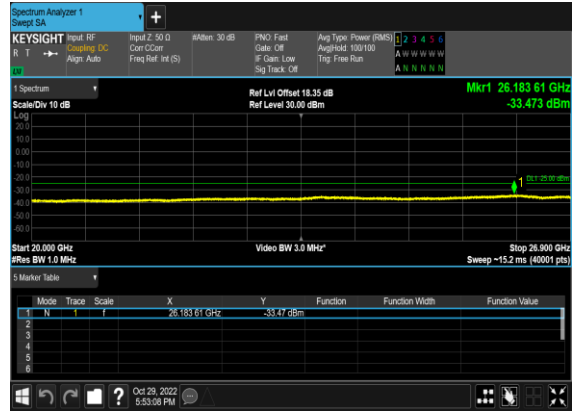 Spectrum Analyzer 1
Swept SA
+
KEYSIGHT Input: RF Input Z: 50 Ω #Atten: 30 dB PNO: Fast Avg Type: Power (RMS) 1 2 3 4 5 6
R T Coupling: DC Corr CCorr Gate: Off Avg|Hold: 100/100 A W W W W W
Align: Auto Freq Ref: Int (S) IF Gain: Low Trig: Free Run
Sig Track: Off A N N N N N
1 Spectrum Ref Lvl Offset 18.35 dB Mkr1 26.183 61 GHz
Scale/Div 10 dB Ref Level 30.00 dBm -33.473 dBm
Log
20.0
10.0
0.00
-10.0
-20.0
-30.0
-40.0
-50.0
-60.0
1 DL1 -25.00 dBm
Start 20.000 GHz Video BW 3.0 MHz* Stop 26.900 GHz
#Res BW 1.0 MHz Sweep ~15.2 ms (40001 pts)
5 Marker Table
Mode Trace Scale X Y Function Function Width Function Value
1 N 1 f 26.183 61 GHz -33.47 dBm
2
3
4
5
6
? Oct 29, 2022
5:53:08 PM